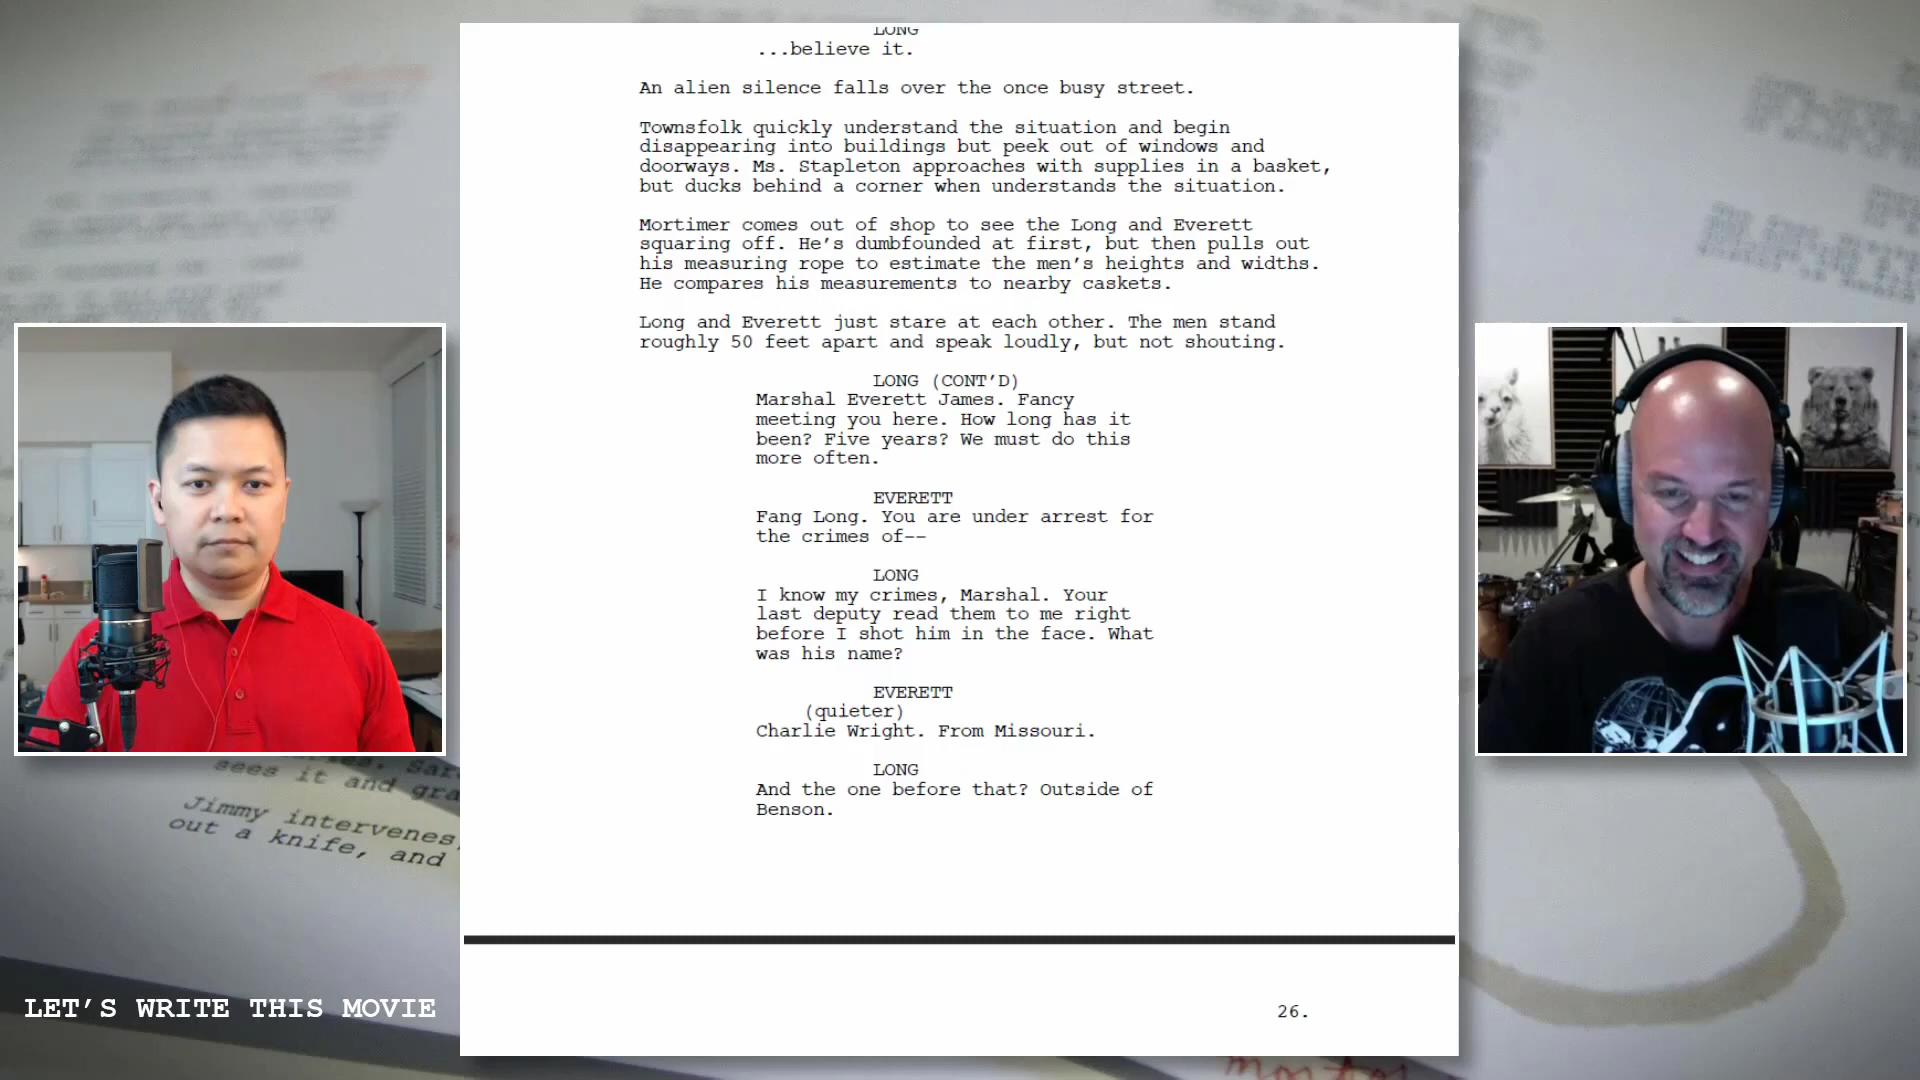 LONG
...believe it.
An alien silence falls over the once busy street.
Townsfolk quickly understand the situation and begin
disappearing into buildings but peek out of windows and
doorways. Ms. Stapleton approaches with supplies in a basket,
but ducks behind a corner when understands the situation.
Mortimer comes out of shop to see the Long and Everett
squaring off. He's dumbfounded at first, but then pulls out
his measuring rope to estimate the men's heights and widths.
He compares his measurements to nearby caskets.
Long and Everett just stare at each other. The men stand
roughly 50 feet apart and speak loudly, but not shouting.
LONG (CONT'D)
Marshal Everett James. Fancy
meeting you here. How long has it
been? Five years? We must do this
more often.
EVERETT
Fang Long. You are under arrest for
the crimes of--
LONG
I know my crimes, Marshal. Your
last deputy read them to me right
before I shot him in the face. What
was his name?
EVERETT
(quieter)
Charlie Wright. From Missouri.
LONG
And the one before that? Outside of
Benson.
26.
sees it and
Jimmy intervenes
out a knife, and
LET'S WRITE THIS MOVIE